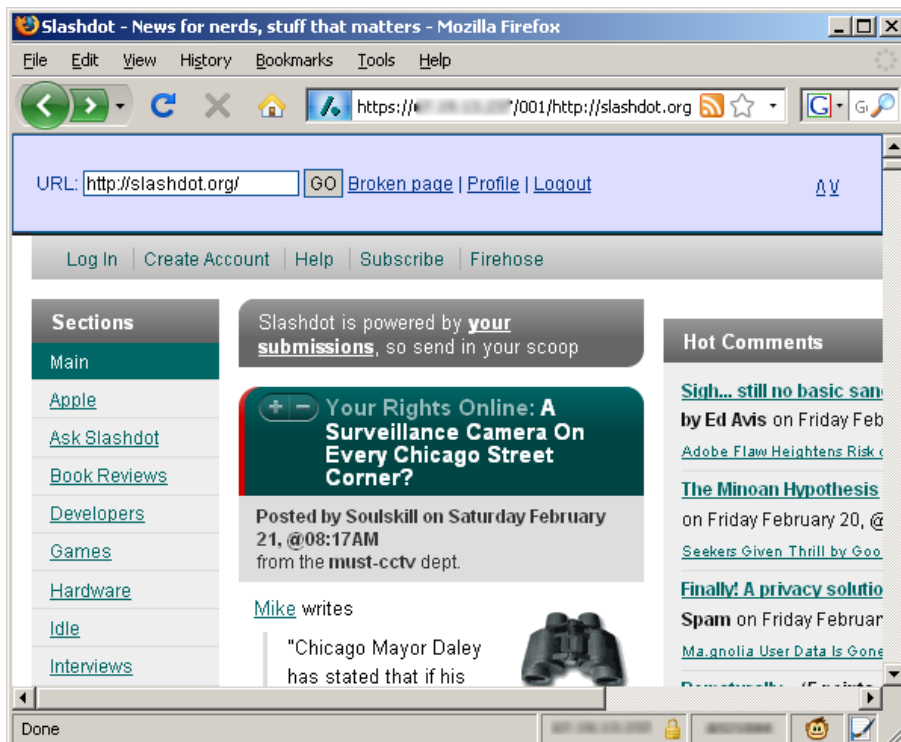 Slashdot - News for nerds, stuff that matters - Mozilla Firefox
File Edit View History Bookmarks Tools Help
https:// /001/http://slashdot.org
G
URL: http://slashdot.org/ GO Broken page | Profile | Logout
Λ V
Log In Create Account Help Subscribe Firehose
Sections
Main
Apple
Ask Slashdot
Book Reviews
Developers
Games
Hardware
Idle
Interviews
Slashdot is powered by your
submissions, so send in your scoop
+ − Your Rights Online: A
Surveillance Camera On
Every Chicago Street
Corner?
Posted by Soulskill on Saturday February
21, @08:17AM
from the must-cctv dept.
Mike writes
"Chicago Mayor Daley
has stated that if his
Hot Comments
Sigh... still no basic
by Ed Avis on Friday Feb
Adobe Flaw Heightens Risk
The Minoan Hypothesis
on Friday February 20, @
Seekers Given Thrill by Goo
Finally! A privacy solutio
Spam on Friday Februar
Ma.gnolia User Data Is Gone
Done